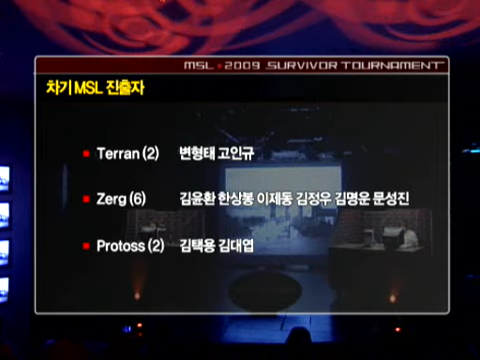 MSL • 2009 SURVIVOR TOURNAMENT
차기 MSL 진출자
Terran (2) 변형태 고인규
Zerg (6) 김윤환 한상봉 이제동 김정우 김명운 문성진
Protoss (2) 김택용 김대엽